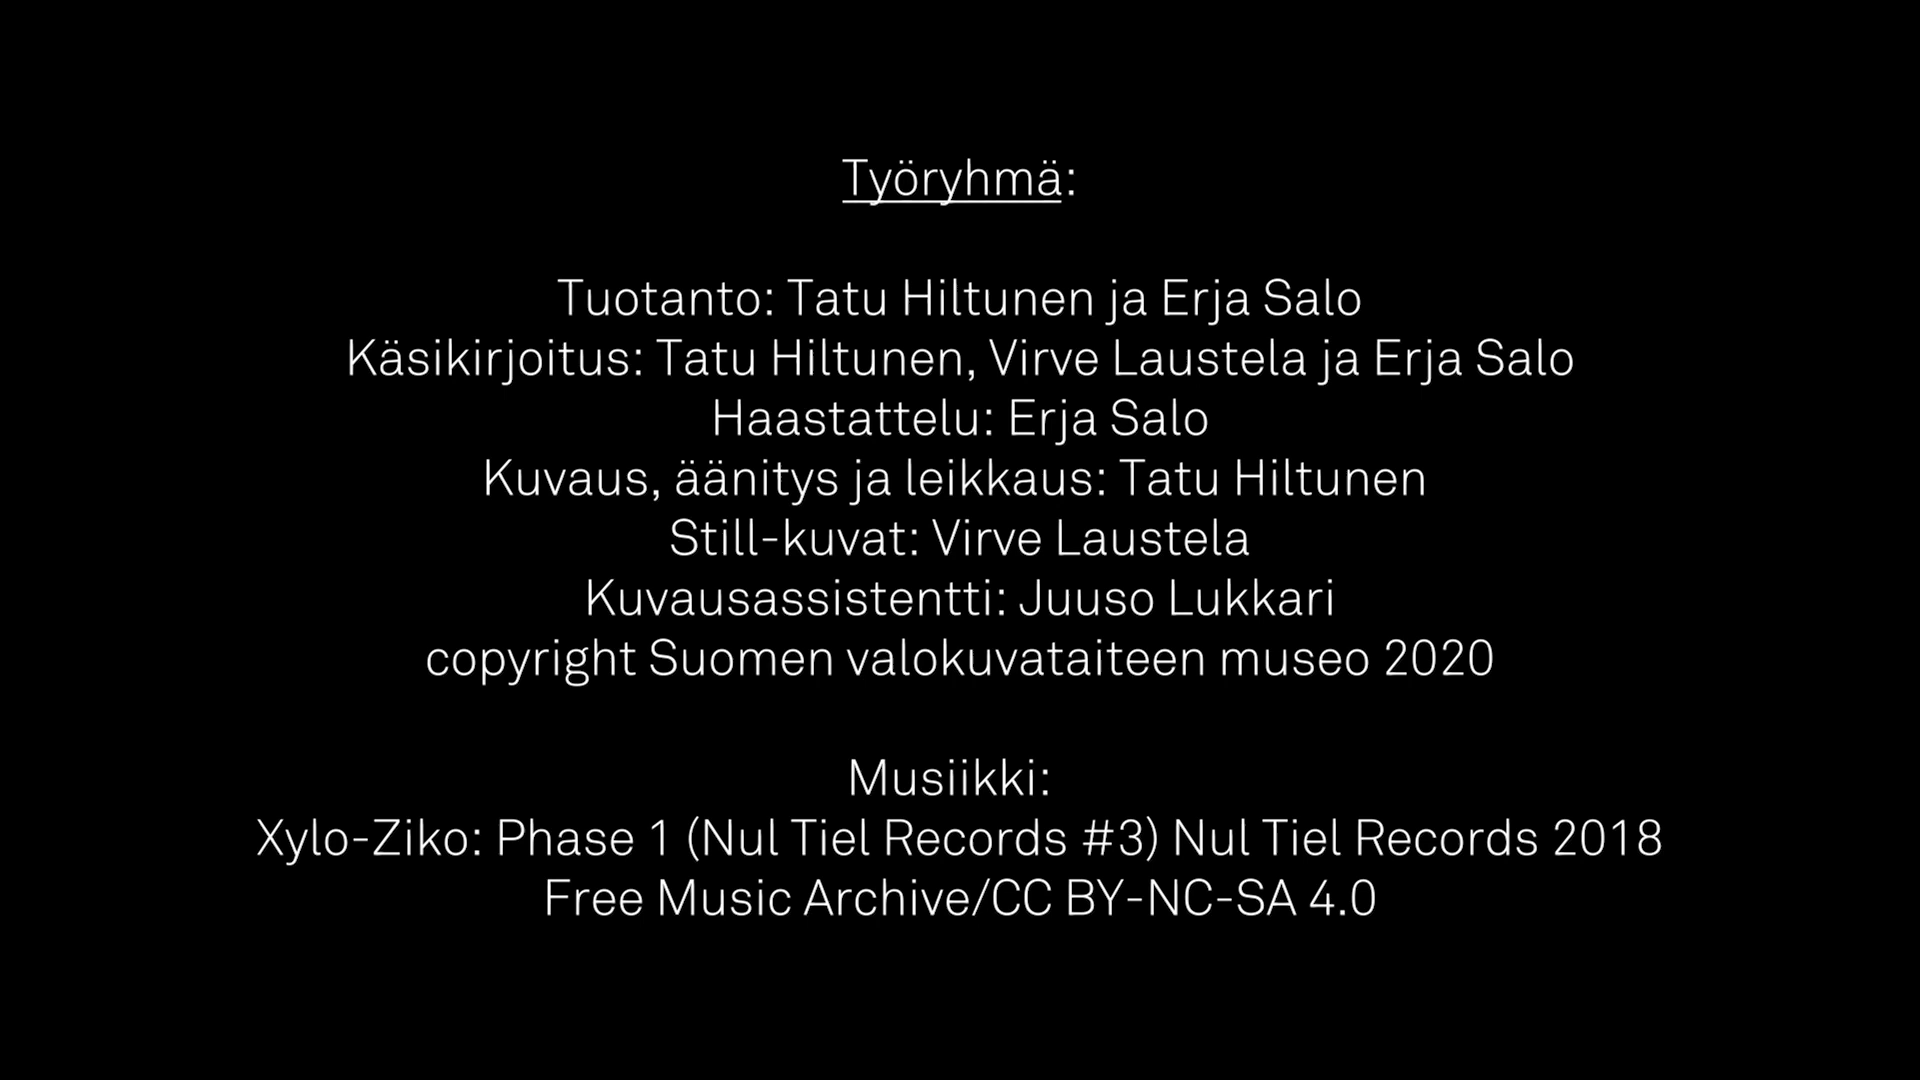 Työryhmä:
Tuotanto: Tatu Hiltunen ja Erja Salo
Käsikirjoitus: Tatu Hiltunen, Virve Laustela ja Erja Salo
Haastattelu: Erja Salo
Kuvaus, äänitys ja leikkaus: Tatu Hiltunen
Still-kuvat: Virve Laustela
Kuvausassistentti: Juuso Lukkari
copyright Suomen valokuvataiteen museo 2020
Musiikki:
Xylo-Ziko: Phase 1 (Nul Tiel Records #3) Nul Tiel Records 2018
Free Music Archive/CC BY-NC-SA 4.0